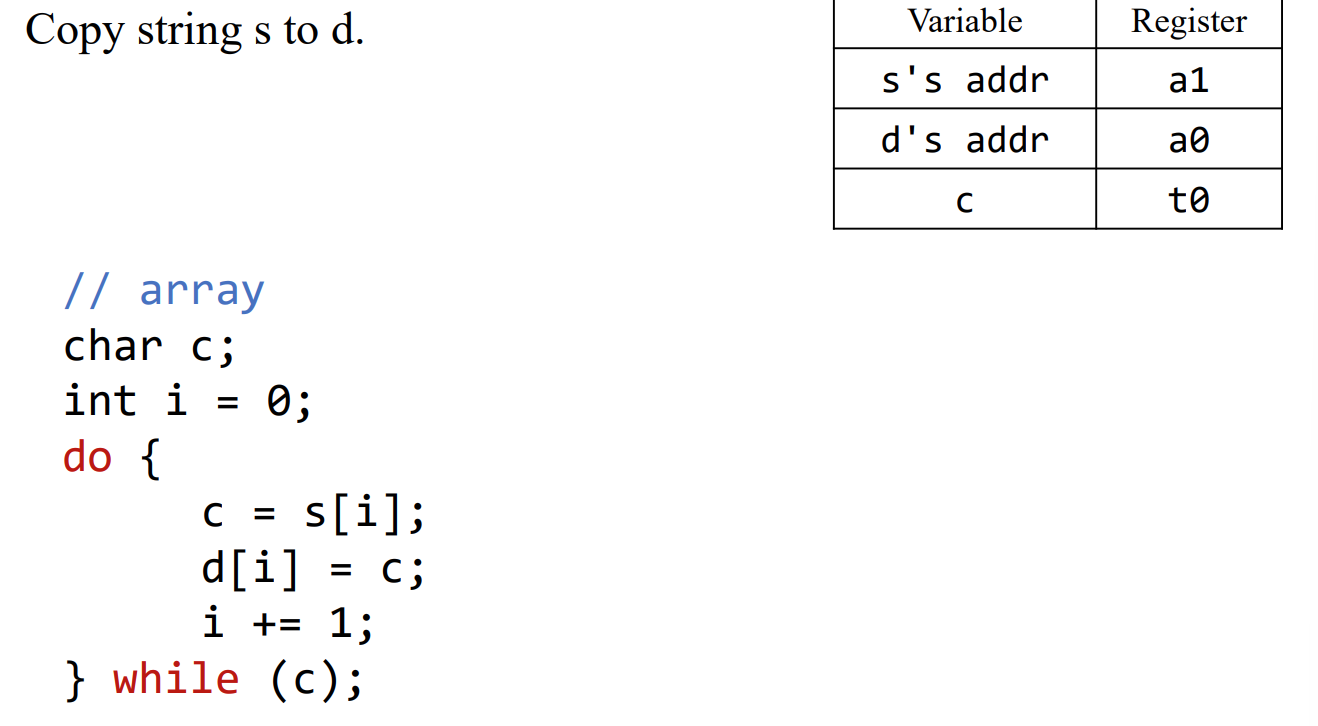 Copy string s to d.
Variable Register
s's addr a1
d's addr a0
c t0
// array
char c;
int i = 0;
do {
c = s[i];
d[i] = c;
i += 1;
} while (c);